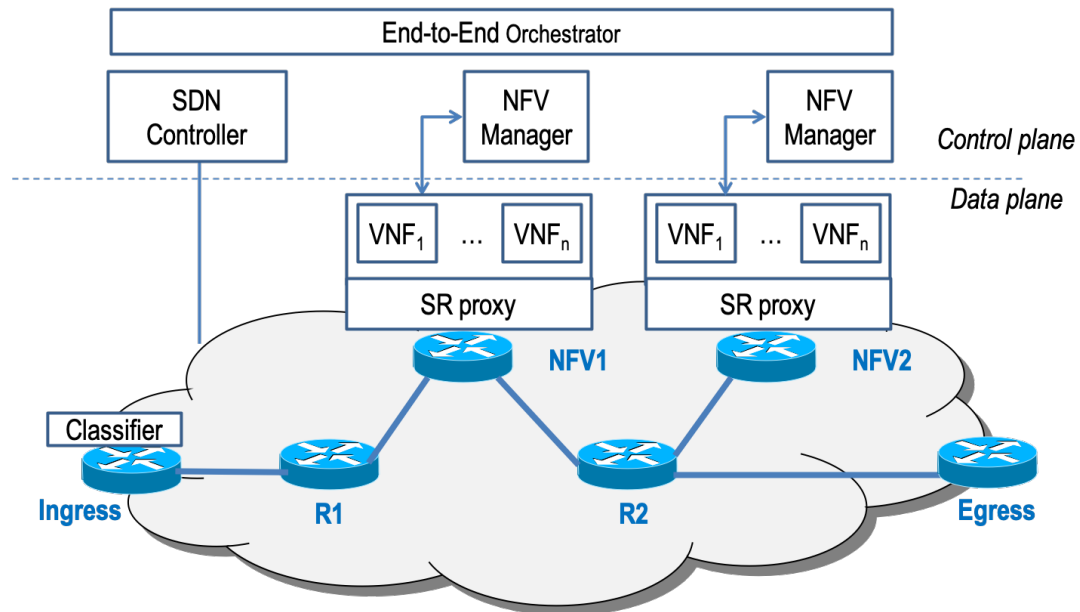 End-to-End Orchestrator
SDN
Controller
NFV
Manager
NFV
Manager
Control plane
Data plane
VNF₁ ... VNFₙ
VNF₁ ... VNFₙ
SR proxy
SR proxy
NFV1
NFV2
Classifier
Ingress
R1
R2
Egress